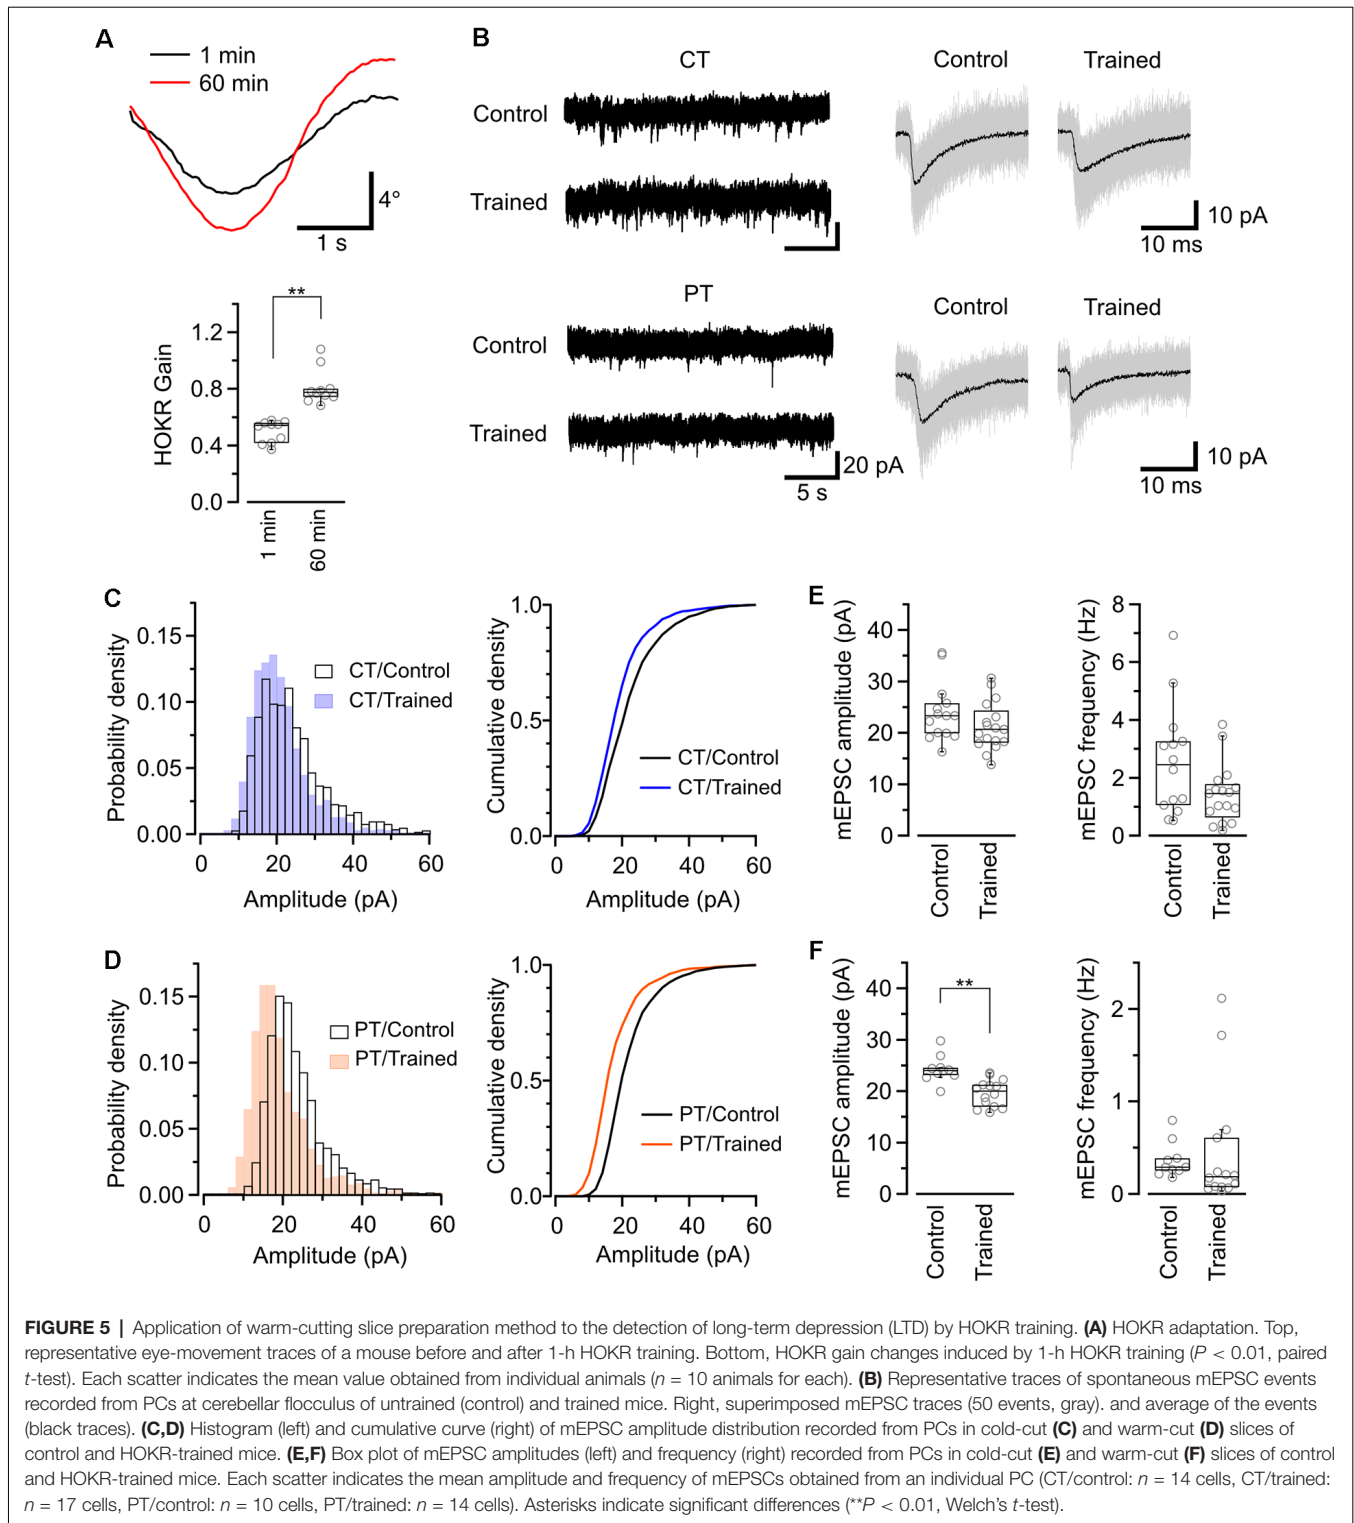 A
1 min
60 min
4°
1 s
**
HOKR Gain
1.2
0.8
0.4
0.0
1 min
60 min
B
CT
Control
Trained
Control
Trained
10 pA
10 ms
PT
Control
Trained
20 pA
5 s
Control
Trained
10 pA
10 ms
C
Probability density
0.15
0.10
0.05
0.00
CT/Control
CT/Trained
0
20
40
60
Amplitude (pA)
Cumulative density
1.0
0.5
0.0
CT/Control
CT/Trained
0
20
40
60
Amplitude (pA)
D
Probability density
0.15
0.10
0.05
0.00
PT/Control
PT/Trained
0
20
40
60
Amplitude (pA)
Cumulative density
1.0
0.5
0.0
PT/Control
PT/Trained
0
20
40
60
Amplitude (pA)
E
mEPSC amplitude (pA)
40
30
20
10
0
Control
Trained
mEPSC frequency (Hz)
8
6
4
2
0
Control
Trained
F
mEPSC amplitude (pA)
40
30
20
10
0
**
Control
Trained
mEPSC frequency (Hz)
2
1
0
Control
Trained
FIGURE 5 | Application of warm-cutting slice preparation method to the detection of long-term depression (LTD) by HOKR training. (A) HOKR adaptation. Top,
representative eye-movement traces of a mouse before and after 1-h HOKR training. Bottom, HOKR gain changes induced by 1-h HOKR training (P < 0.01, paired
t-test). Each scatter indicates the mean value obtained from individual animals (n = 10 animals for each). (B) Representative traces of spontaneous mEPSC events
recorded from PCs at cerebellar flocculus of untrained (control) and trained mice. Right, superimposed mEPSC traces (50 events, gray). and average of the events
(black traces). (C,D) Histogram (left) and cumulative curve (right) of mEPSC amplitude distribution recorded from PCs in cold-cut (C) and warm-cut (D) slices of
control and HOKR-trained mice. (E,F) Box plot of mEPSC amplitudes (left) and frequency (right) recorded from PCs in cold-cut (E) and warm-cut (F) slices of control
and HOKR-trained mice. Each scatter indicates the mean amplitude and frequency of mEPSCs obtained from an individual PC (CT/control: n = 14 cells, CT/trained:
n = 17 cells, PT/control: n = 10 cells, PT/trained: n = 14 cells). Asterisks indicate significant differences (**P < 0.01, Welch's t-test).